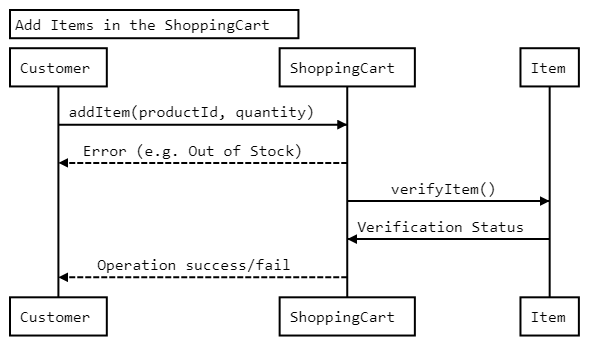 Add Items in the ShoppingCart
Customer ShoppingCart Item
addItem(productId, quantity)
Error (e.g. Out of Stock)
verifyItem()
Verification Status
Operation success/fail
Customer ShoppingCart Item